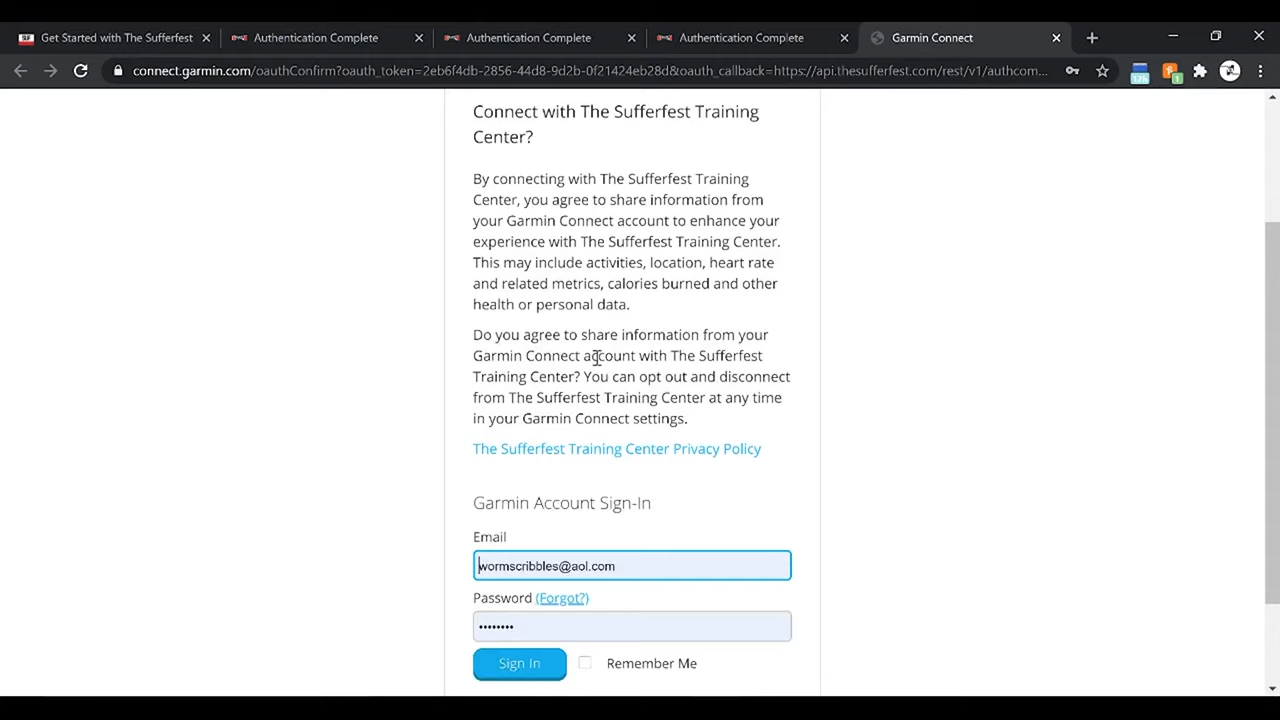 Get Started with The Sufferfest
Authentication Complete
Authentication Complete
Authentication Complete
Garmin Connect
connect.garmin.com/oauthConfirm?oauth_token=2eb6f4db-2856-44d8-9d2b-0f21424eb28d&oauth_callback=https://api.thesufferfest.com/rest/v1/authcom...
12h
1
Connect with The Sufferfest Training
Center?
By connecting with The Sufferfest Training
Center, you agree to share information from
your Garmin Connect account to enhance your
experience with The Sufferfest Training Center.
This may include activities, location, heart rate
and related metrics, calories burned and other
health or personal data.
Do you agree to share information from your
Garmin Connect account with The Sufferfest
Training Center? You can opt out and disconnect
from The Sufferfest Training Center at any time
in your Garmin Connect settings.
The Sufferfest Training Center Privacy Policy
Garmin Account Sign-In
Email
wormscribbles@aol.com
Password (Forgot?)
••••••••
Sign In
Remember Me